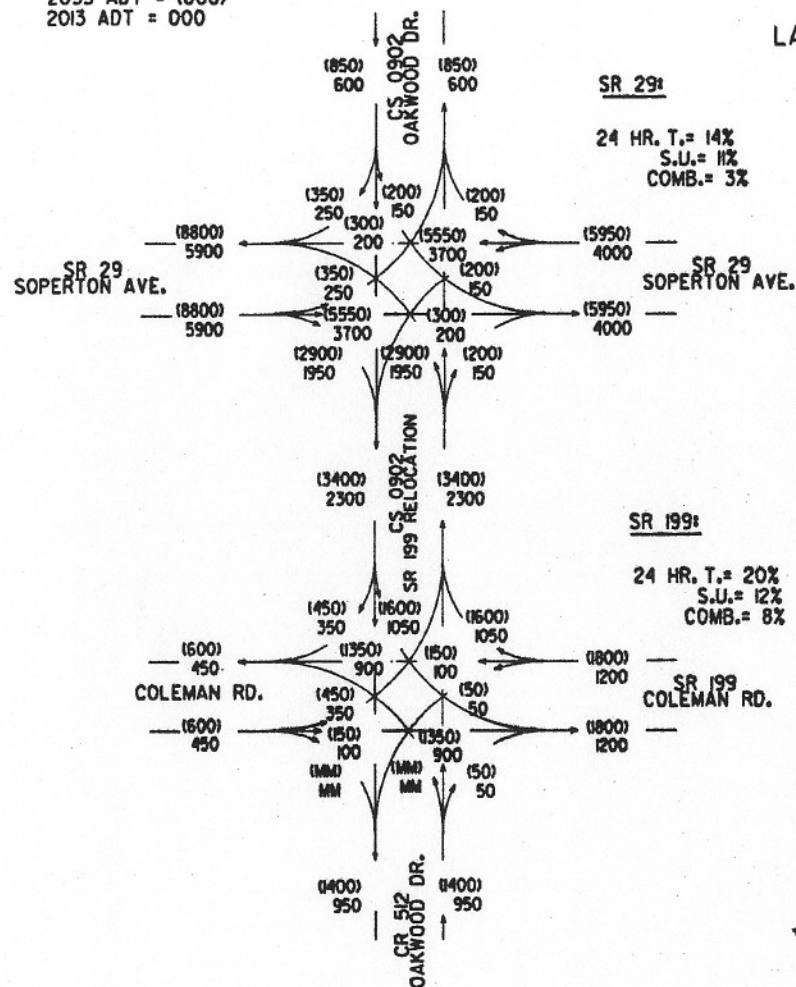 2013 ADT = 000
LA
(850)
600
CS 0902
OAKWOOD DR.
(850)
600
SR 29:
24 HR. T.= 14%
S.U.= 11%
COMB.= 3%
(350)
250
(200)
150
(200)
150
(300)
200
(5550)
3700
(8800)
5900
(5950)
4000
SR 29
SOPERTON AVE.
SR 29
SOPERTON AVE.
(350)
250
(200)
150
(8800)
5900
(5550)
3700
(300)
200
(5950)
4000
(2900)
1950
(2900)
1950
(200)
150
CS 0902
SR 199 RELOCATION
(3400)
2300
(3400)
2300
SR 199:
24 HR. T.= 20%
S.U.= 12%
COMB.= 8%
(450)
350
(1600)
1050
(1600)
1050
(600)
450
(1350)
900
(150)
100
(1800)
1200
COLEMAN RD.
SR 199
COLEMAN RD.
(450)
350
(50)
50
(600)
450
(150)
100
(1350)
900
(1800)
1200
(MM)
MM
(MM)
MM
(50)
50
(1400)
950
CR 512
OAKWOOD DR.
(1400)
950